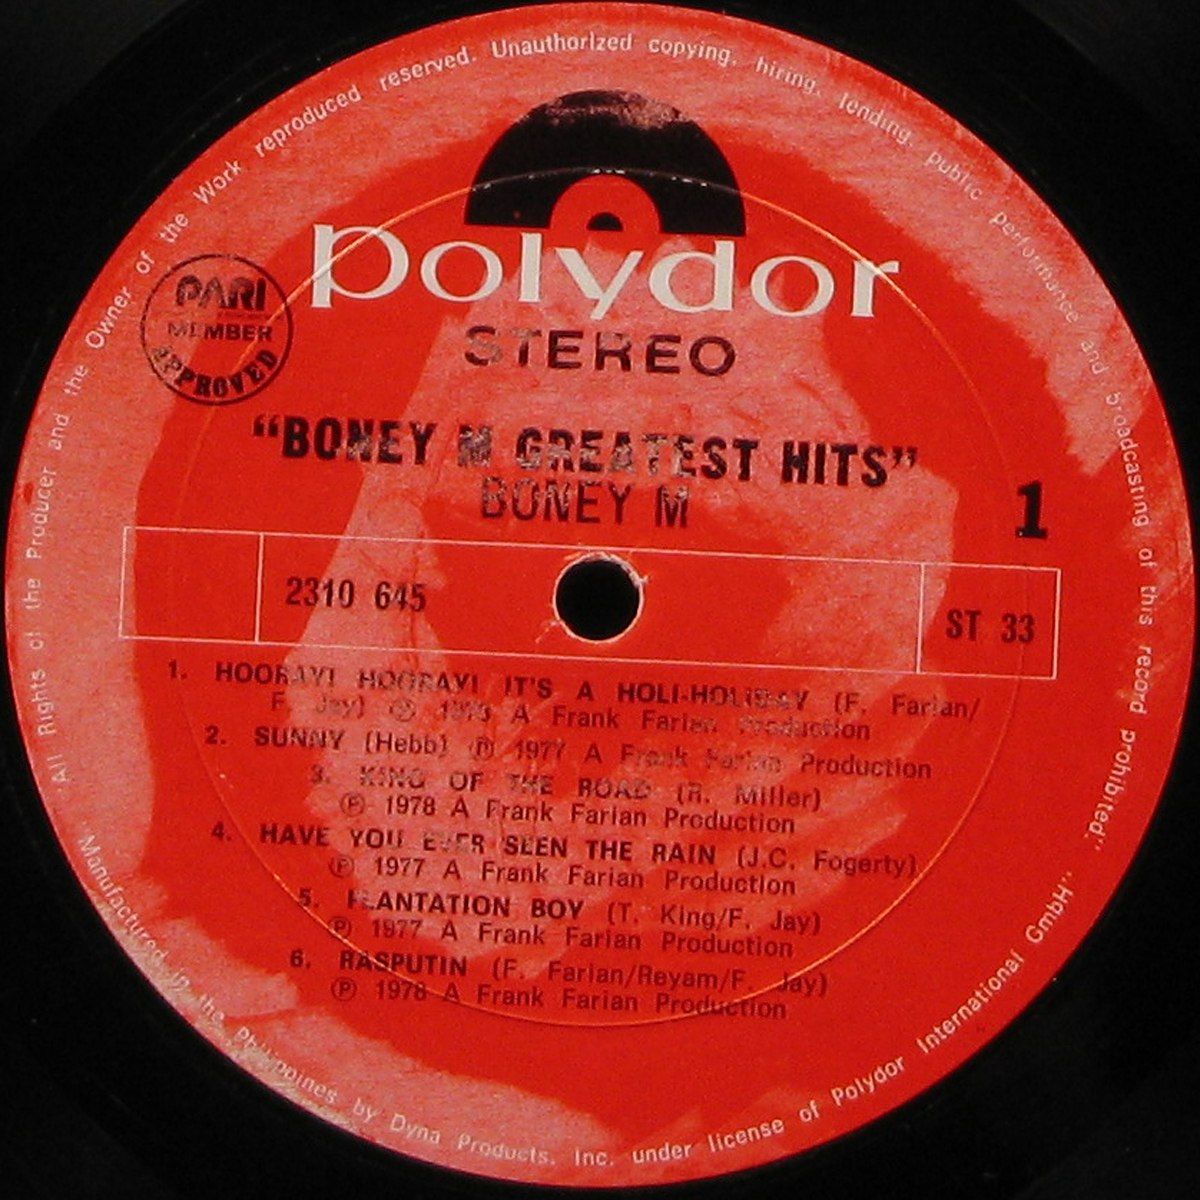 All Rights of the Producer and the Owner of the Work reproduced reserved. Unauthorized copying, hiring, lending, public performance and broadcasting of this record prohibited."
polydor
PARI
MEMBER
APPROVED
STEREO
"BONEY M GREATEST HITS"
BONEY M
1
2310 645
ST 33
1. HOORAY! HOORAY! IT'S A HOLI-HOLIDAY (F. Farian/
F. Jay) Ⓟ 1978 A Frank Farian Production
2. SUNNY (Hebb) Ⓟ 1977 A Frank Farian Production
3. KING OF THE ROAD (R. Miller)
Ⓟ 1978 A Frank Farian Production
4. HAVE YOU EVER SEEN THE RAIN (J.C. Fogerty)
Ⓟ 1977 A Frank Farian Production
5. PLANTATION BOY (T. King/F. Jay)
Ⓟ 1977 A Frank Farian Production
6. RASPUTIN (F. Farian/Reyam/F. Jay)
Ⓟ 1978 A Frank Farian Production
Manufactured in the Philippines by Dyna Products, Inc. under license of Polydor International GmbH"